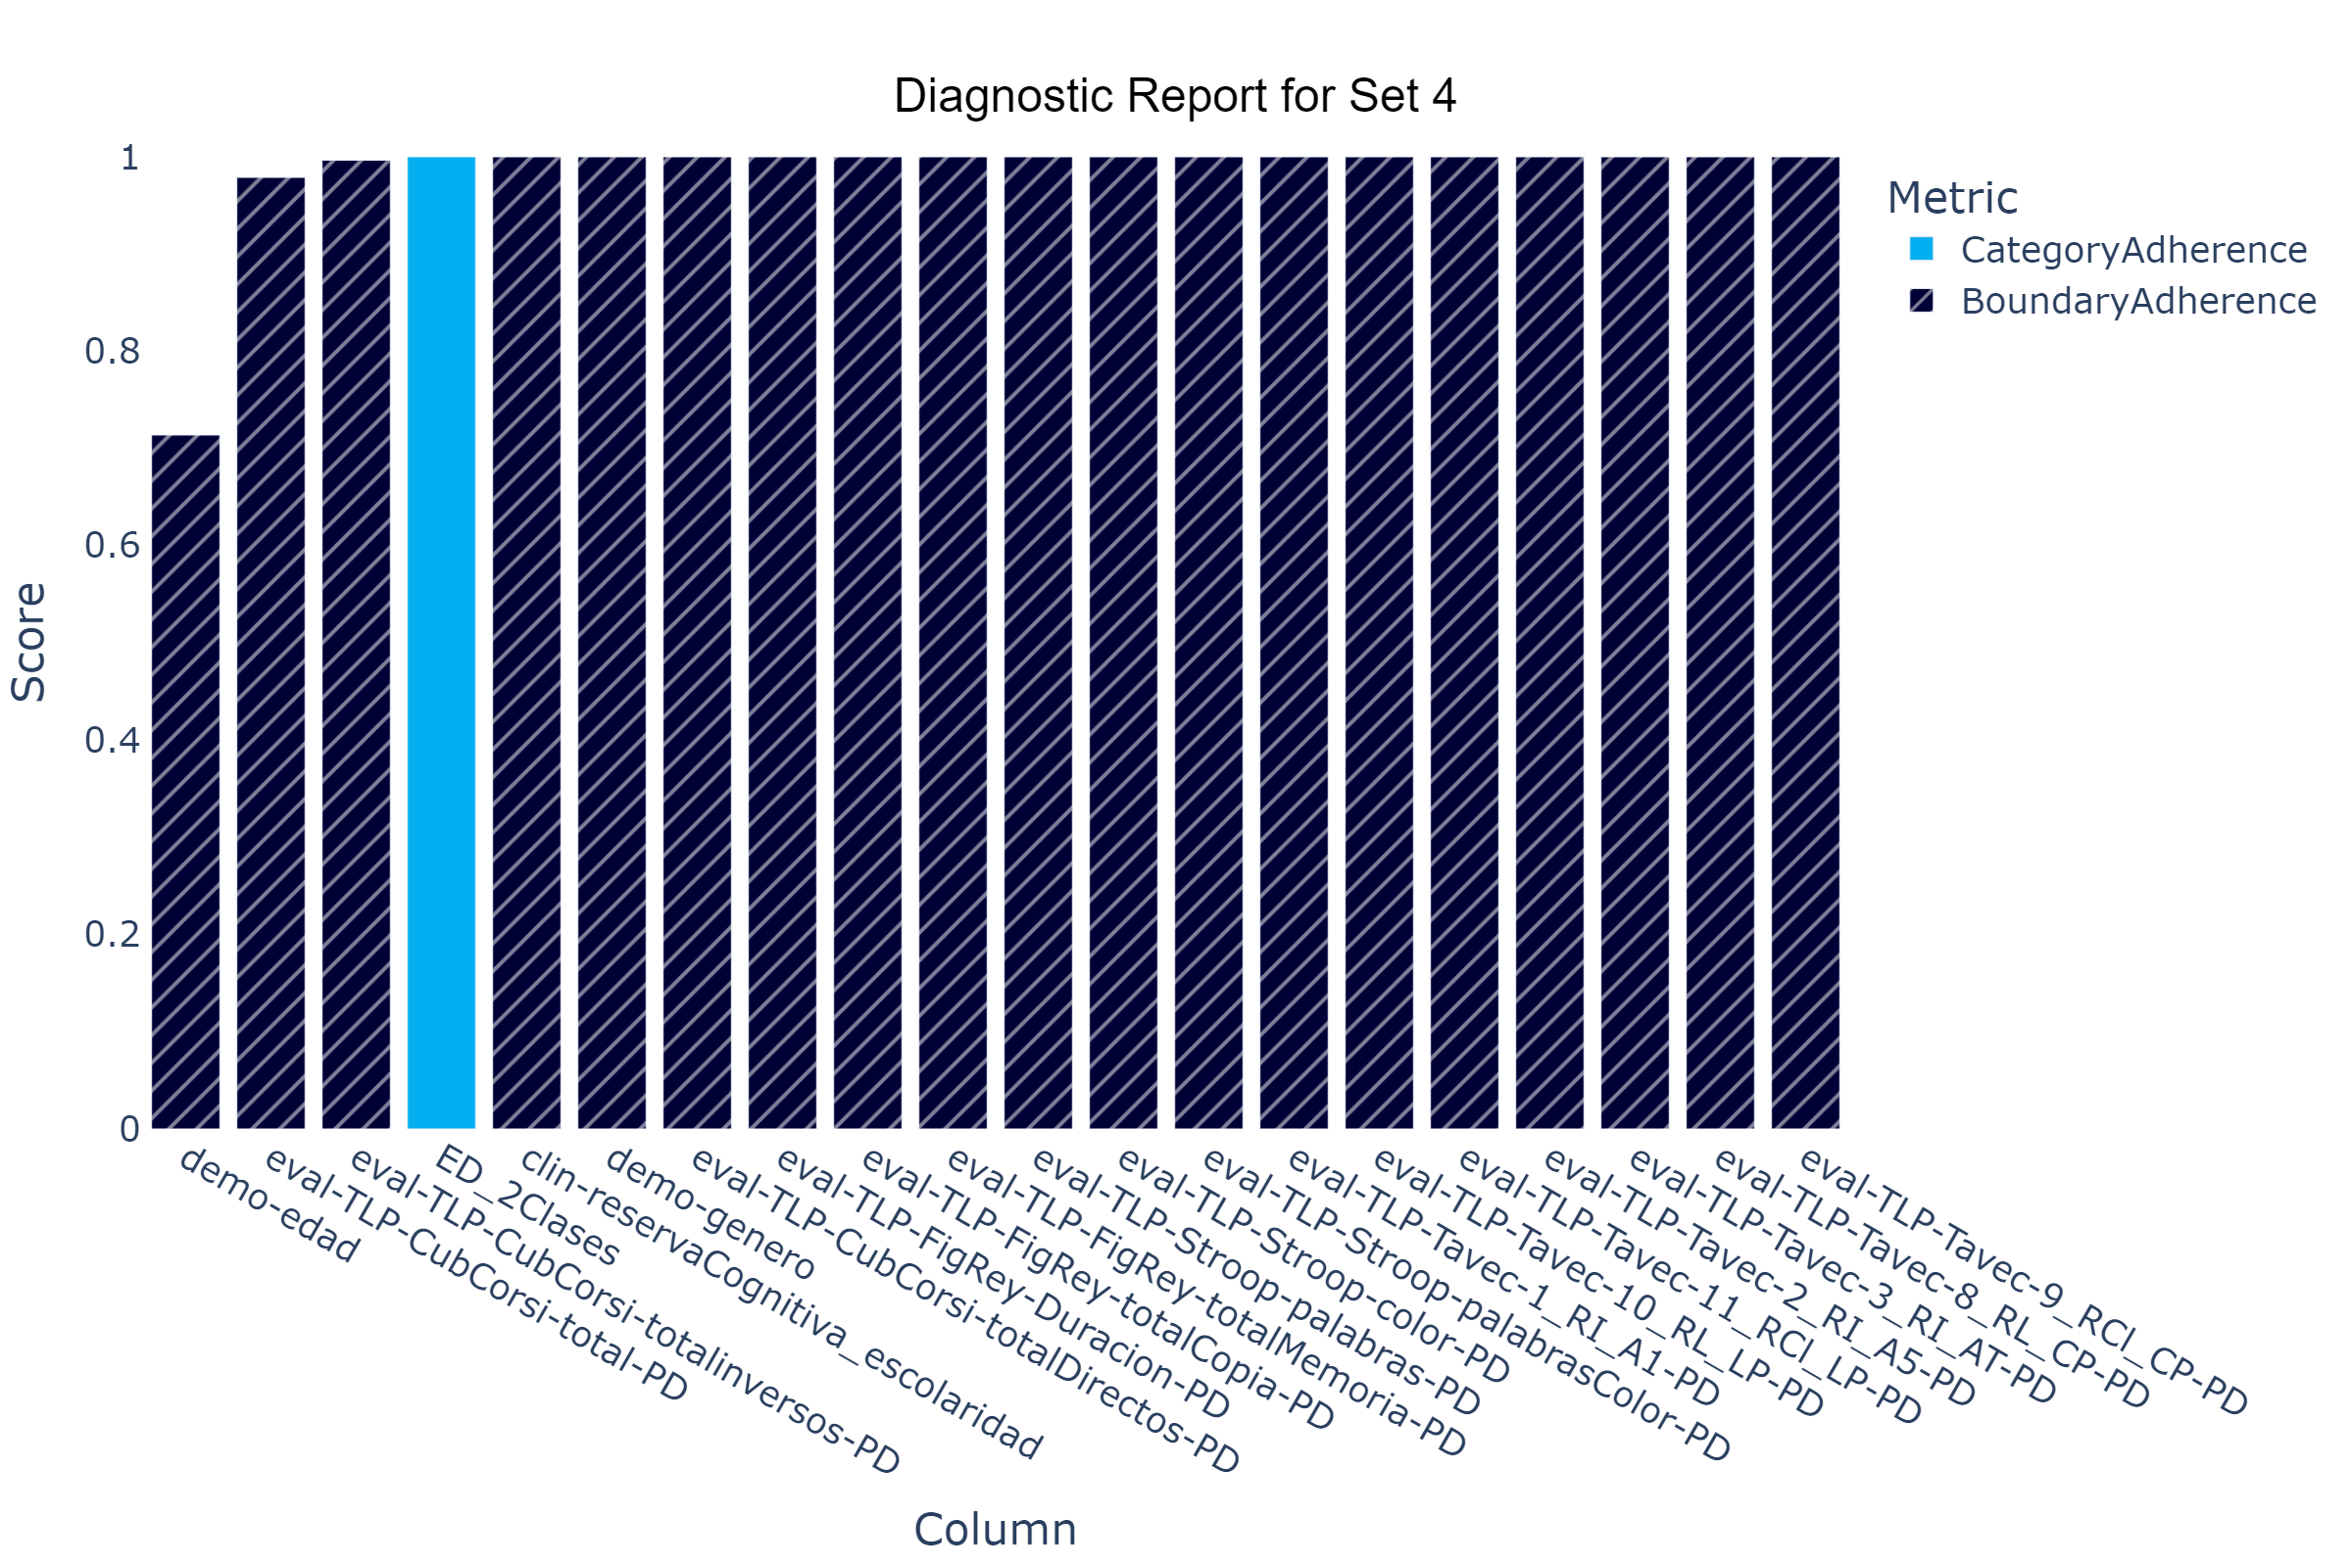 Diagnostic Report for Set 4
1
0.8
0.6
0.4
0.2
0
Score
Metric
CategoryAdherence
BoundaryAdherence
demo-edad
eval-TLP-CubCorsi-total-PD
eval-TLP-CubCorsi-totalinversos-PD
ED_2Clases
clin-reservaCognitiva_escolaridad
demo-genero
eval-TLP-CubCorsi-totalDirectos-PD
eval-TLP-FigRey-Duracion-PD
eval-TLP-FigRey-totalCopia-PD
eval-TLP-FigRey-totalMemoria-PD
eval-TLP-Stroop-palabras-PD
eval-TLP-Stroop-color-PD
eval-TLP-Stroop-palabrasColor-PD
eval-TLP-Tavec-1_RI_A1-PD
eval-TLP-Tavec-10_RL_LP-PD
eval-TLP-Tavec-11_RCl_LP-PD
eval-TLP-Tavec-2_RI_A5-PD
eval-TLP-Tavec-3_RI_AT-PD
eval-TLP-Tavec-8_RL_CP-PD
eval-TLP-Tavec-9_RCl_CP-PD
Column